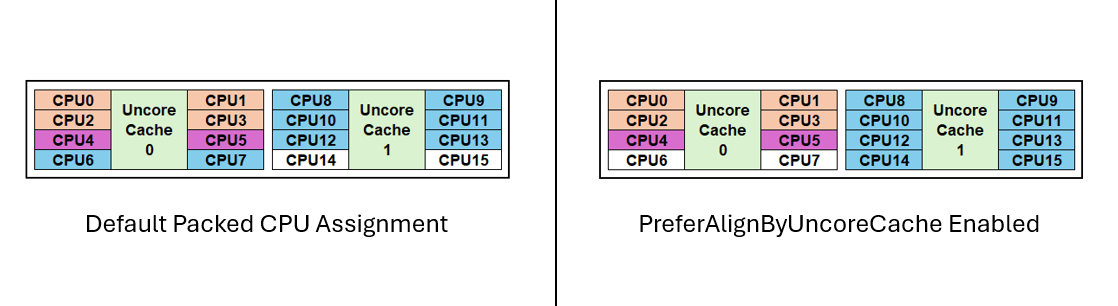 CPU0
CPU2
CPU4
CPU6
Uncore
Cache
0
CPU1
CPU3
CPU5
CPU7
CPU8
CPU10
CPU12
CPU14
Uncore
Cache
1
CPU9
CPU11
CPU13
CPU15
Default Packed CPU Assignment
CPU0
CPU2
CPU4
CPU6
Uncore
Cache
0
CPU1
CPU3
CPU5
CPU7
CPU8
CPU10
CPU12
CPU14
Uncore
Cache
1
CPU9
CPU11
CPU13
CPU15
PreferAlignByUncoreCache Enabled